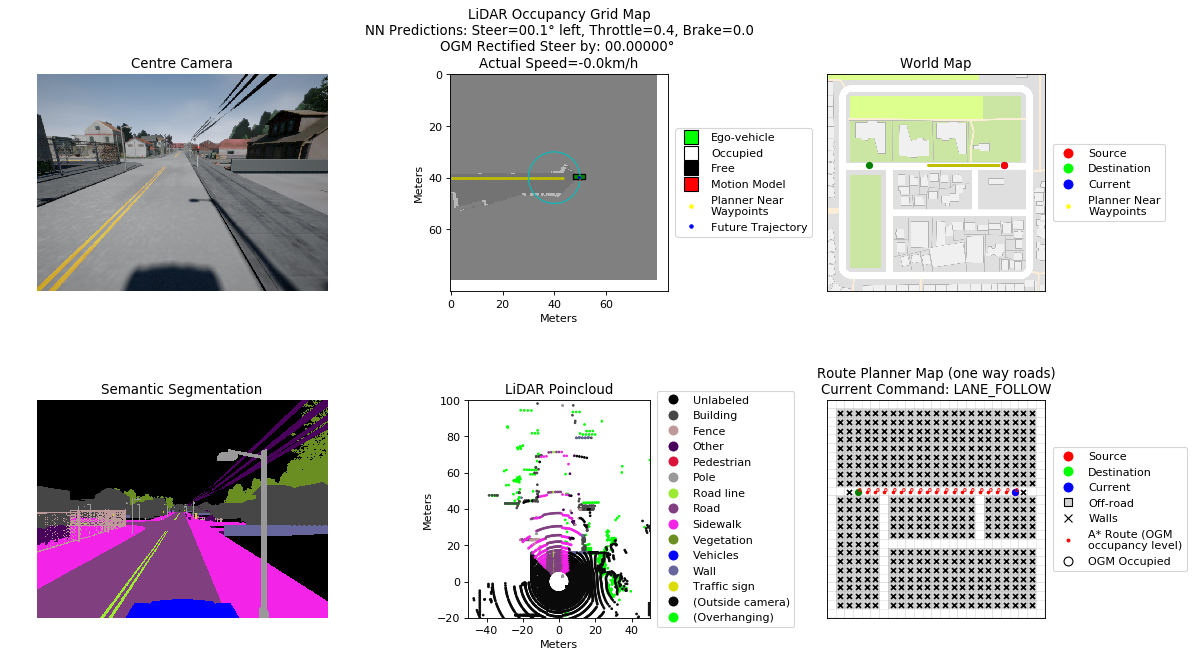 LiDAR Occupancy Grid Map
NN Predictions: Steer=00.1° left, Throttle=0.4, Brake=0.0
OGM Rectified Steer by: 00.00000°
Actual Speed=-0.0km/h
Centre Camera
World Map
0
20
40
60
Meters
0
20
40
60
Meters
Ego-vehicle
Occupied
Free
Motion Model
Planner Near
Waypoints
Future Trajectory
Source
Destination
Current
Planner Near
Waypoints
Semantic Segmentation
LiDAR Poincloud
Route Planner Map (one way roads)
Current Command: LANE_FOLLOW
100
80
60
40
20
0
−20
Meters
−40
−20
0
20
40
Meters
Unlabeled
Building
Fence
Other
Pedestrian
Pole
Road line
Road
Sidewalk
Vegetation
Vehicles
Wall
Traffic sign
(Outside camera)
(Overhanging)
Source
Destination
Current
Off-road
Walls
A* Route (OGM
occupancy level)
OGM Occupied